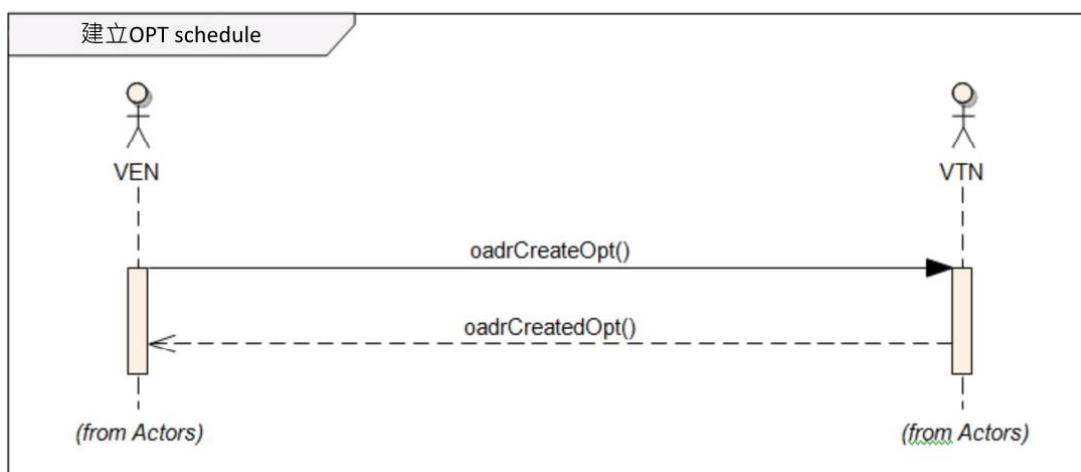 建立OPT schedule
VEN
VTN
oadrCreateOpt()
oadrCreatedOpt()
(from Actors)
(from Actors)